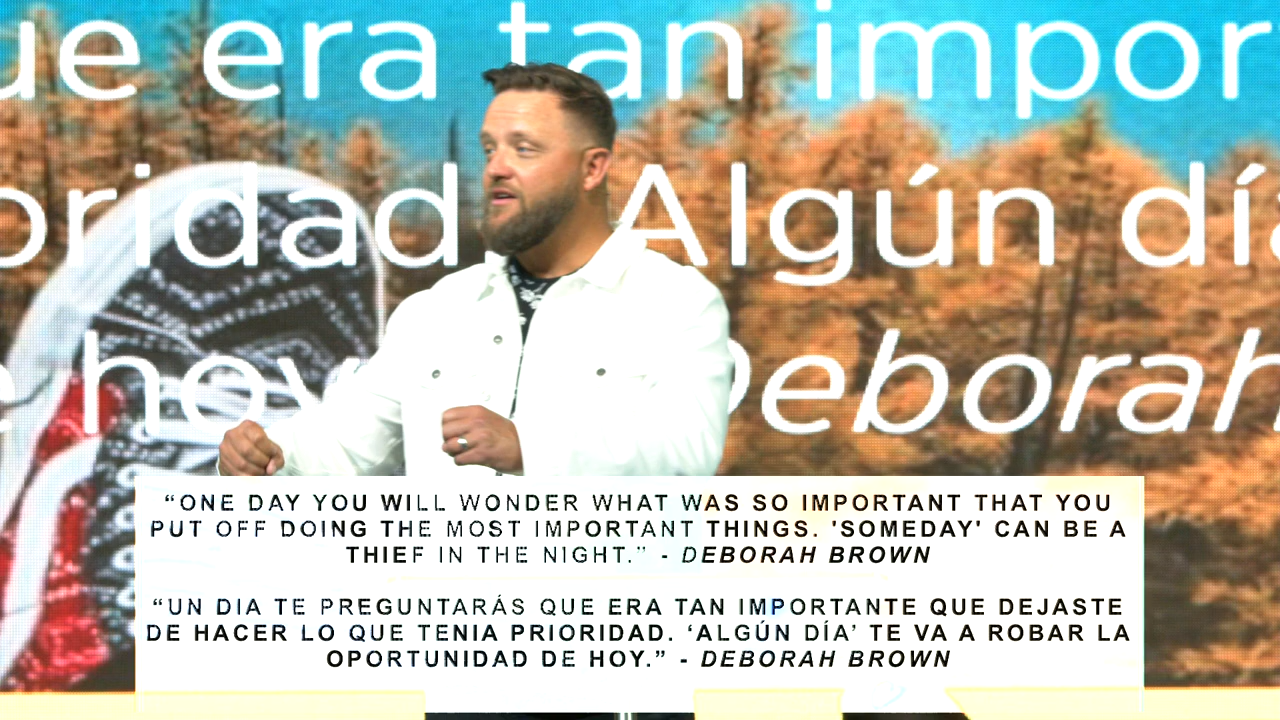 ue era tan impor
oridad Algún día
e hoy Deborah
“ONE DAY YOU WILL WONDER WHAT WAS SO IMPORTANT THAT YOU
PUT OFF DOING THE MOST IMPORTANT THINGS. 'SOMEDAY' CAN BE A
THIEF IN THE NIGHT.” - DEBORAH BROWN
“UN DIA TE PREGUNTARÁS QUE ERA TAN IMPORTANTE QUE DEJASTE
DE HACER LO QUE TENIA PRIORIDAD. ‘ALGÚN DÍA’ TE VA A ROBAR LA
OPORTUNIDAD DE HOY.” - DEBORAH BROWN